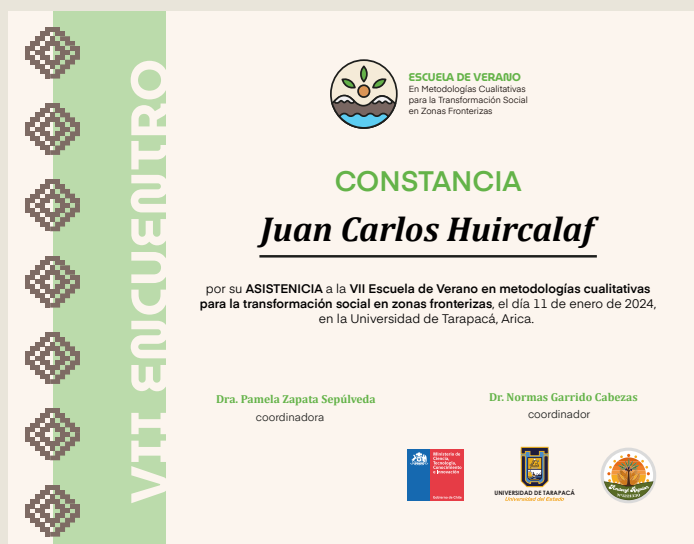 VII ENCUENTRO
ESCUELA DE VERANO
En Metodologías Cualitativas
para la Transformación Social
en Zonas Fronterizas
CONSTANCIA
Juan Carlos Huircalaf
por su ASISTENICIA a la VII Escuela de Verano en metodologías cualitativas
para la transformación social en zonas fronterizas, el día 11 de enero de 2024,
en la Universidad de Tarapacá, Arica.
Dra. Pamela Zapata Sepúlveda
coordinadora
Dr. Normas Garrido Cabezas
coordinador
Ministerio de
Ciencia,
Tecnología,
Conocimiento
e Innovación
Gobierno de Chile
UNIVERSIDAD DE TARAPACÁ
Universidad del Estado